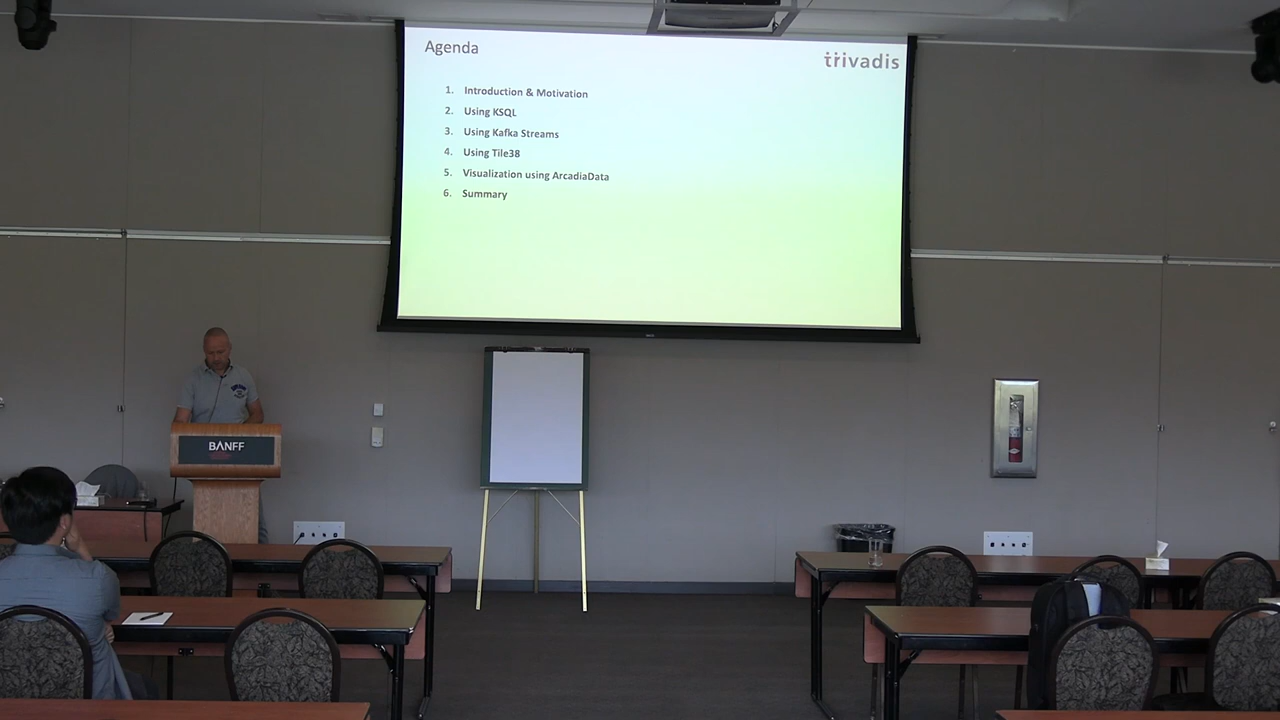 Agenda
trivadis
1. Introduction & Motivation
2. Using KSQL
3. Using Kafka Streams
4. Using Tile38
5. Visualization using ArcadiaData
6. Summary
BANFF